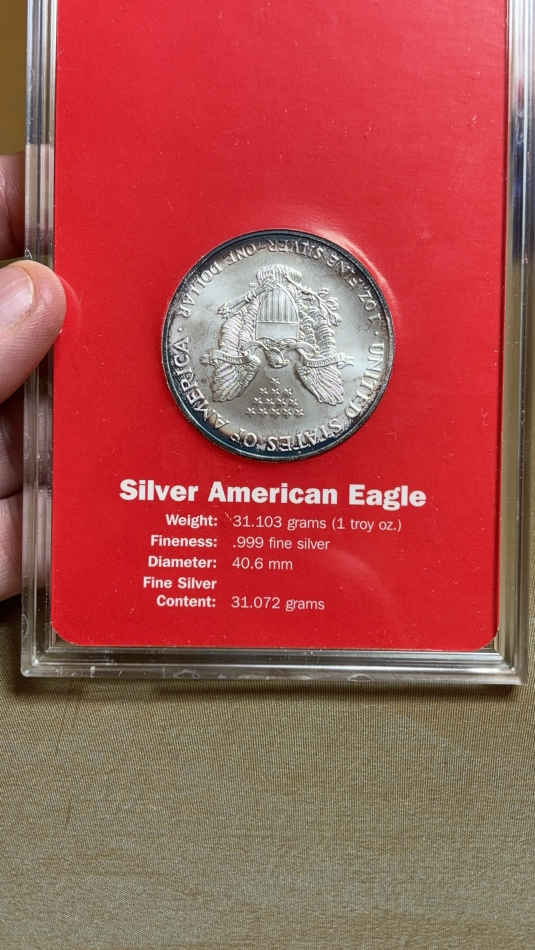 UNITED STATES OF AMERICA
1 OZ. FINE SILVER~ONE DOLLAR
Silver American Eagle
Weight: 31.103 grams (1 troy oz.)
Fineness: .999 fine silver
Diameter: 40.6 mm
Fine Silver
Content: 31.072 grams